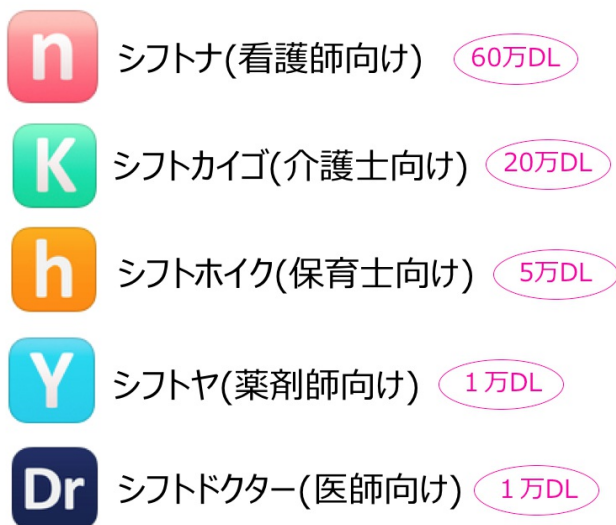 n シフトナ(看護師向け) 60万DL
K シフトカイゴ(介護士向け) 20万DL
h シフトホイク(保育士向け) 5万DL
Y シフトヤ(薬剤師向け) １万DL
Dr シフトドクター(医師向け) １万DL